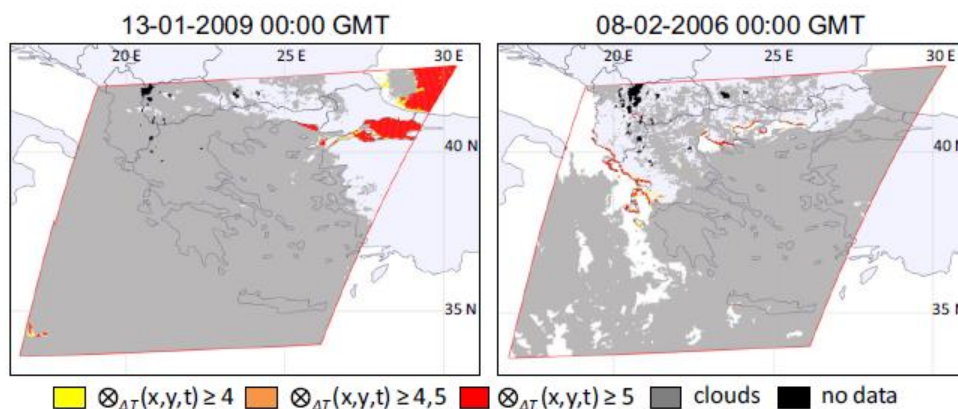 13-01-2009 00:00 GMT
08-02-2006 00:00 GMT
20 E 25 E 30 E
20 E 25 E 30 E
40 N
40 N
35 N
35 N
⊗ΔT(x,y,t) ≥ 4 ⊗ΔT(x,y,t) ≥ 4,5 ⊗ΔT(x,y,t) ≥ 5 clouds no data